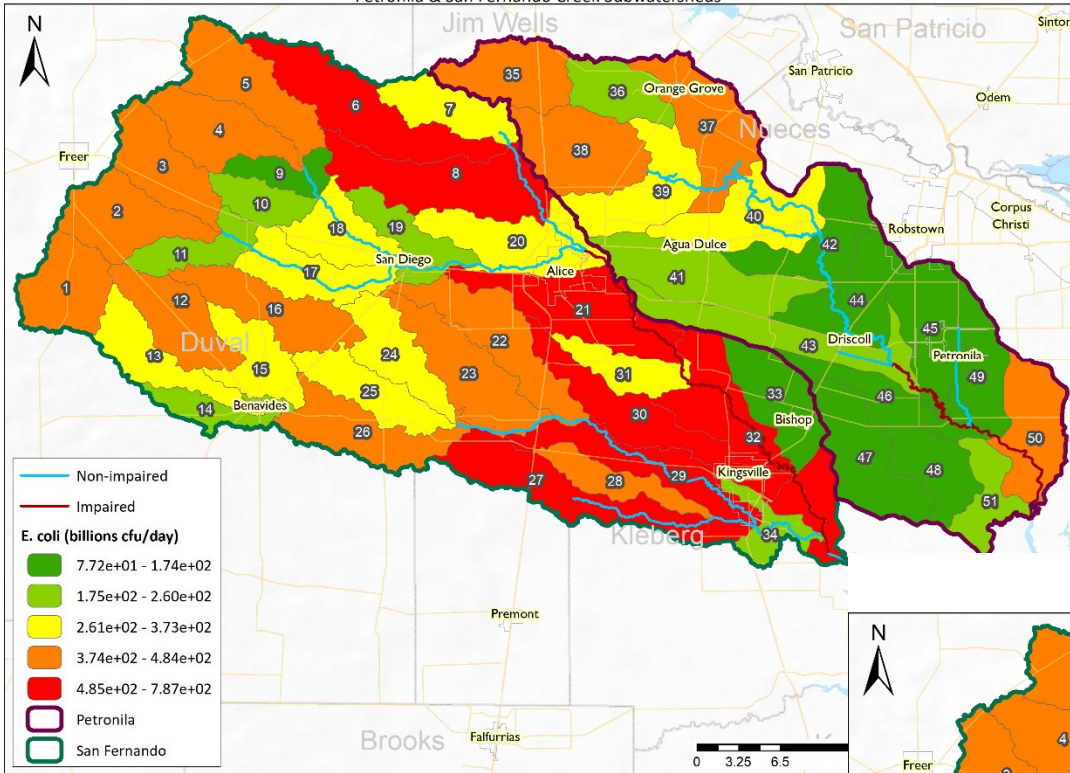 Petronila & San Fernando Creek Subwatersheds
N
Jim Wells
San Patricio
Sinton
San Patricio
Odem
Orange Grove
Nueces
Freer
Corpus
Christi
Robstown
Agua Dulce
San Diego
Alice
Duval
Driscoll
Petronila
Benavides
Bishop
Kingsville
Kleberg
Premont
Brooks
Falfurrias
1
2
3
4
5
6
7
8
9
10
11
12
13
14
15
16
17
18
19
20
21
22
23
24
25
26
27
28
29
30
31
32
33
34
35
36
37
38
39
40
41
42
43
44
45
46
47
48
49
50
51
Non-impaired
Impaired
E. coli (billions cfu/day)
7.72e+01 - 1.74e+02
1.75e+02 - 2.60e+02
2.61e+02 - 3.73e+02
3.74e+02 - 4.84e+02
4.85e+02 - 7.87e+02
Petronila
San Fernando
0 3.25 6.5
N
4
Freer